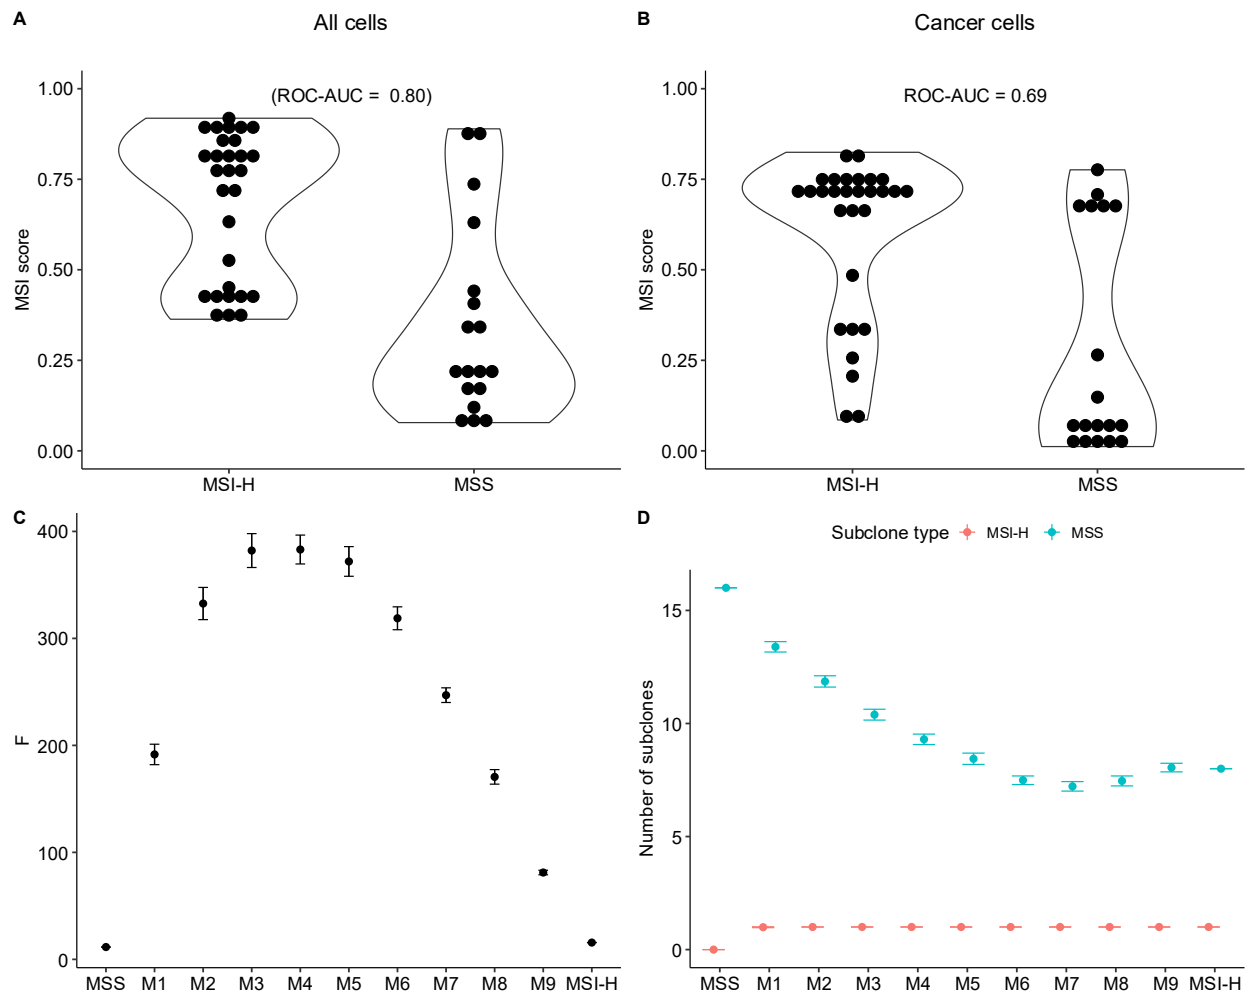 A
All cells
(ROC-AUC = 0.80)
MSI score
1.00
0.75
0.50
0.25
0.00
MSI-H MSS
B
Cancer cells
ROC-AUC = 0.69
MSI score
1.00
0.75
0.50
0.25
0.00
MSI-H MSS
C
F
400
300
200
100
0
MSS M1 M2 M3 M4 M5 M6 M7 M8 M9 MSI-H
D
Subclone type MSI-H MSS
Number of subclones
15
10
5
0
MSS M1 M2 M3 M4 M5 M6 M7 M8 M9 MSI-H